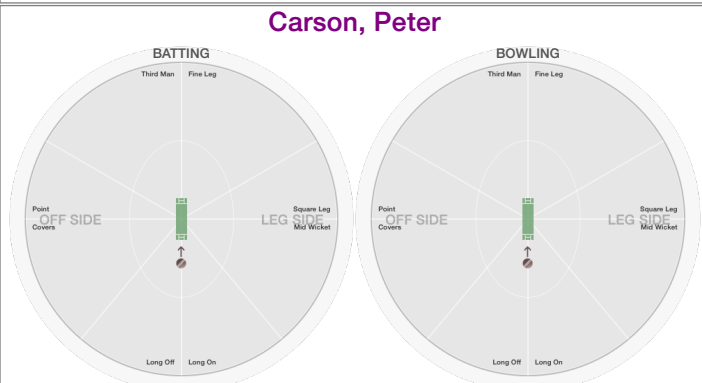 Carson, Peter
BATTING
Third Man Fine Leg
Point Square Leg
OFF SIDE LEG SIDE
Covers Mid Wicket
Long Off Long On
BOWLING
Third Man Fine Leg
Point Square Leg
OFF SIDE LEG SIDE
Covers Mid Wicket
Long Off Long On